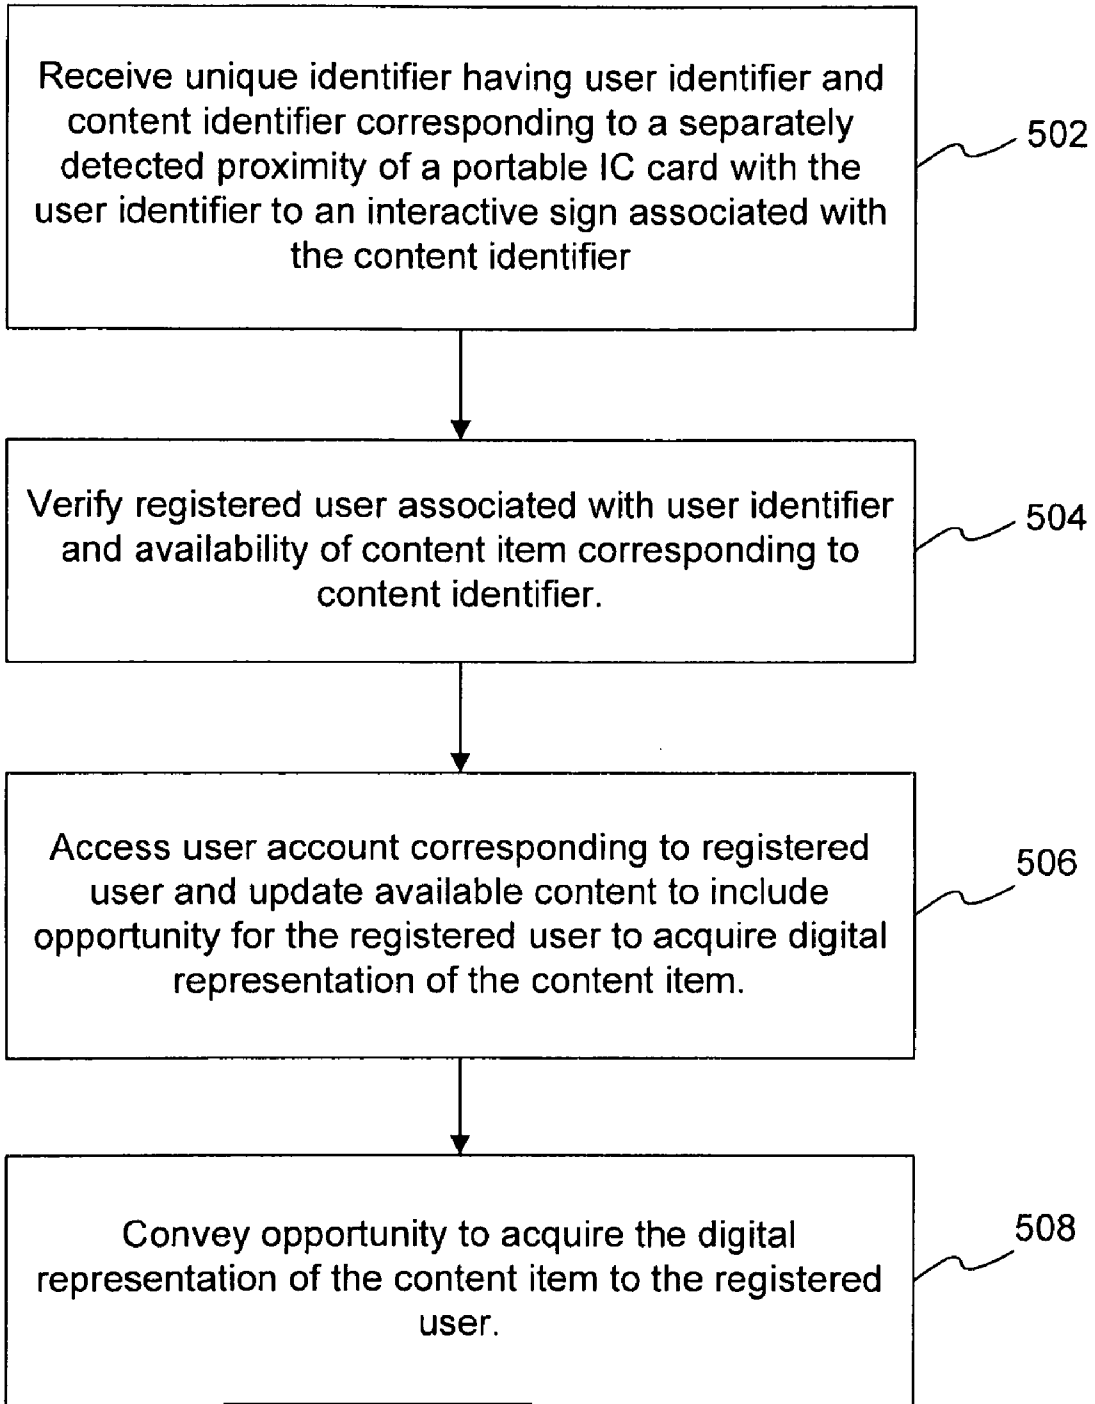 Receive unique identifier having user identifier and
content identifier corresponding to a separately
detected proximity of a portable IC card with the
user identifier to an interactive sign associated with
the content identifier
502
Verify registered user associated with user identifier
and availability of content item corresponding to
content identifier.
504
Access user account corresponding to registered
user and update available content to include
opportunity for the registered user to acquire digital
representation of the content item.
506
Convey opportunity to acquire the digital
representation of the content item to the registered
user.
508